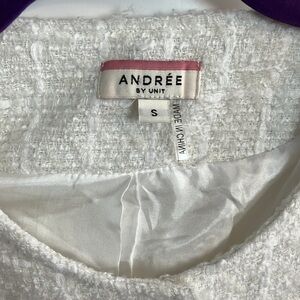 ANDRÉE
BY UNIT
S
MADE IN CHINA